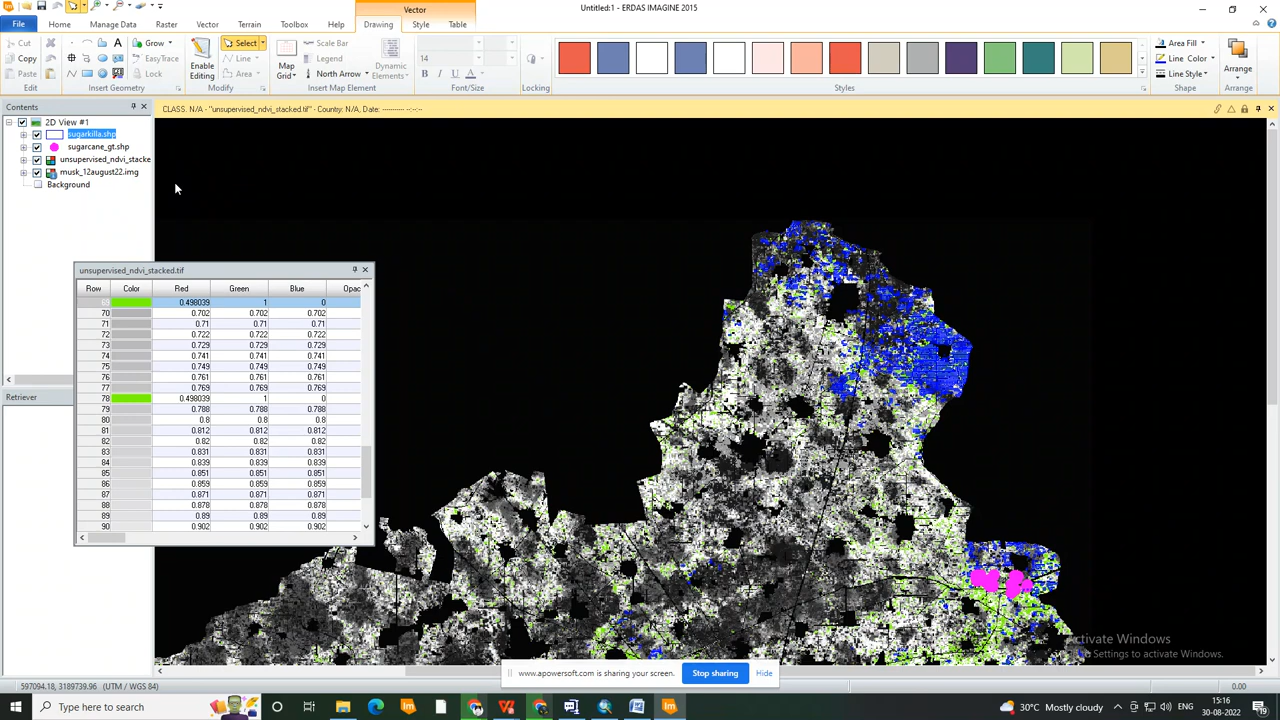 Vector
Untitled:1 - ERDAS IMAGINE 2015
File Home Manage Data Raster Vector Terrain Toolbox Help Drawing Style Table
Cut Grow Select Scale Bar 14 Area Fill
Copy EasyTrace Line Legend Line Color
Paste Lock Area North Arrow Line Style
Enable Editing Map Grid Dynamic Elements Arrange
Edit Insert Geometry Modify Insert Map Element Font/Size Locking Styles Shape Arrange
Contents
CLASS. N/A - "unsupervised_ndvi_stacked.tif" - Country: N/A, Date: ----------- --:--:--
2D View #1
sugarkilla.shp
sugarcane_gt.shp
unsupervised_ndvi_stacke
musk_12august22.img
Background
unsupervised_ndvi_stacked.tif
Row Color Red Green Blue Opac
69 0.498039 1 0
70 0.702 0.702 0.702
71 0.71 0.71 0.71
72 0.722 0.722 0.722
73 0.729 0.729 0.729
74 0.741 0.741 0.741
75 0.749 0.749 0.749
76 0.761 0.761 0.761
77 0.769 0.769 0.769
78 0.498039 1 0
79 0.788 0.788 0.788
80 0.8 0.8 0.8
81 0.812 0.812 0.812
82 0.82 0.82 0.82
83 0.831 0.831 0.831
84 0.839 0.839 0.839
85 0.851 0.851 0.851
86 0.859 0.859 0.859
87 0.871 0.871 0.871
88 0.878 0.878 0.878
89 0.89 0.89 0.89
90 0.902 0.902 0.902
Retriever
Activate Windows
to Settings to activate Windows.
www.apowersoft.com is sharing your screen. Stop sharing Hide
597094.18, 3189739.96 (UTM / WGS 84) 0.00
Type here to search
30°C Mostly cloudy ENG 15:16
30-08-2022